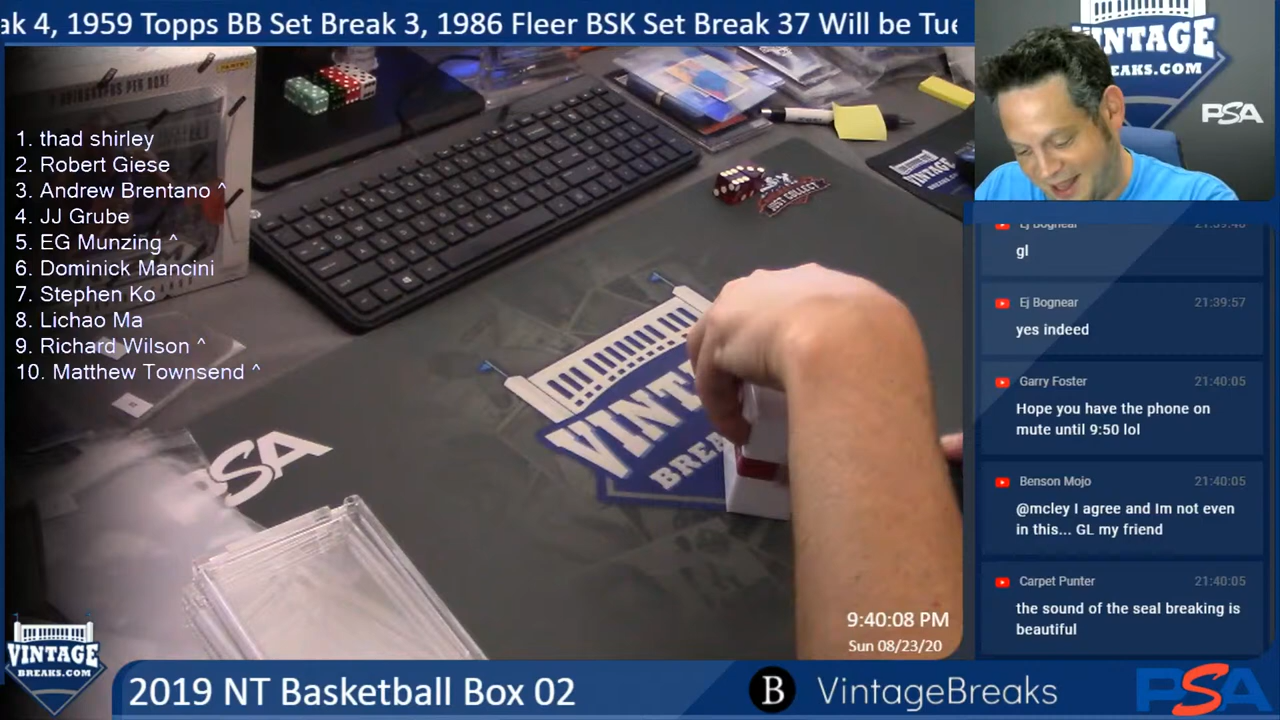 ak 4, 1959 Topps BB Set Break 3, 1986 Fleer BSK Set Break 37 Will be Tue
1. thad shirley
2. Robert Giese
3. Andrew Brentano ^
4. JJ Grube
5. EG Munzing ^
6. Dominick Mancini
7. Stephen Ko
8. Lichao Ma
9. Richard Wilson ^
10. Matthew Townsend ^
PSA
VINTAGE
BREAKS
JUST COLLECT
VINTAGE
VINTAGE
BREAKS.COM
PSA
Ej Bognear
gl
Ej Bognear 21:39:57
yes indeed
Garry Foster 21:40:05
Hope you have the phone on
mute until 9:50 lol
Benson Mojo 21:40:05
@mcley I agree and Im not even
in this... GL my friend
Carpet Punter 21:40:05
the sound of the seal breaking is
beautiful
9:40:08 PM
Sun 08/23/20
VINTAGE
BREAKS.COM
2019 NT Basketball Box 02
B VintageBreaks
PSA